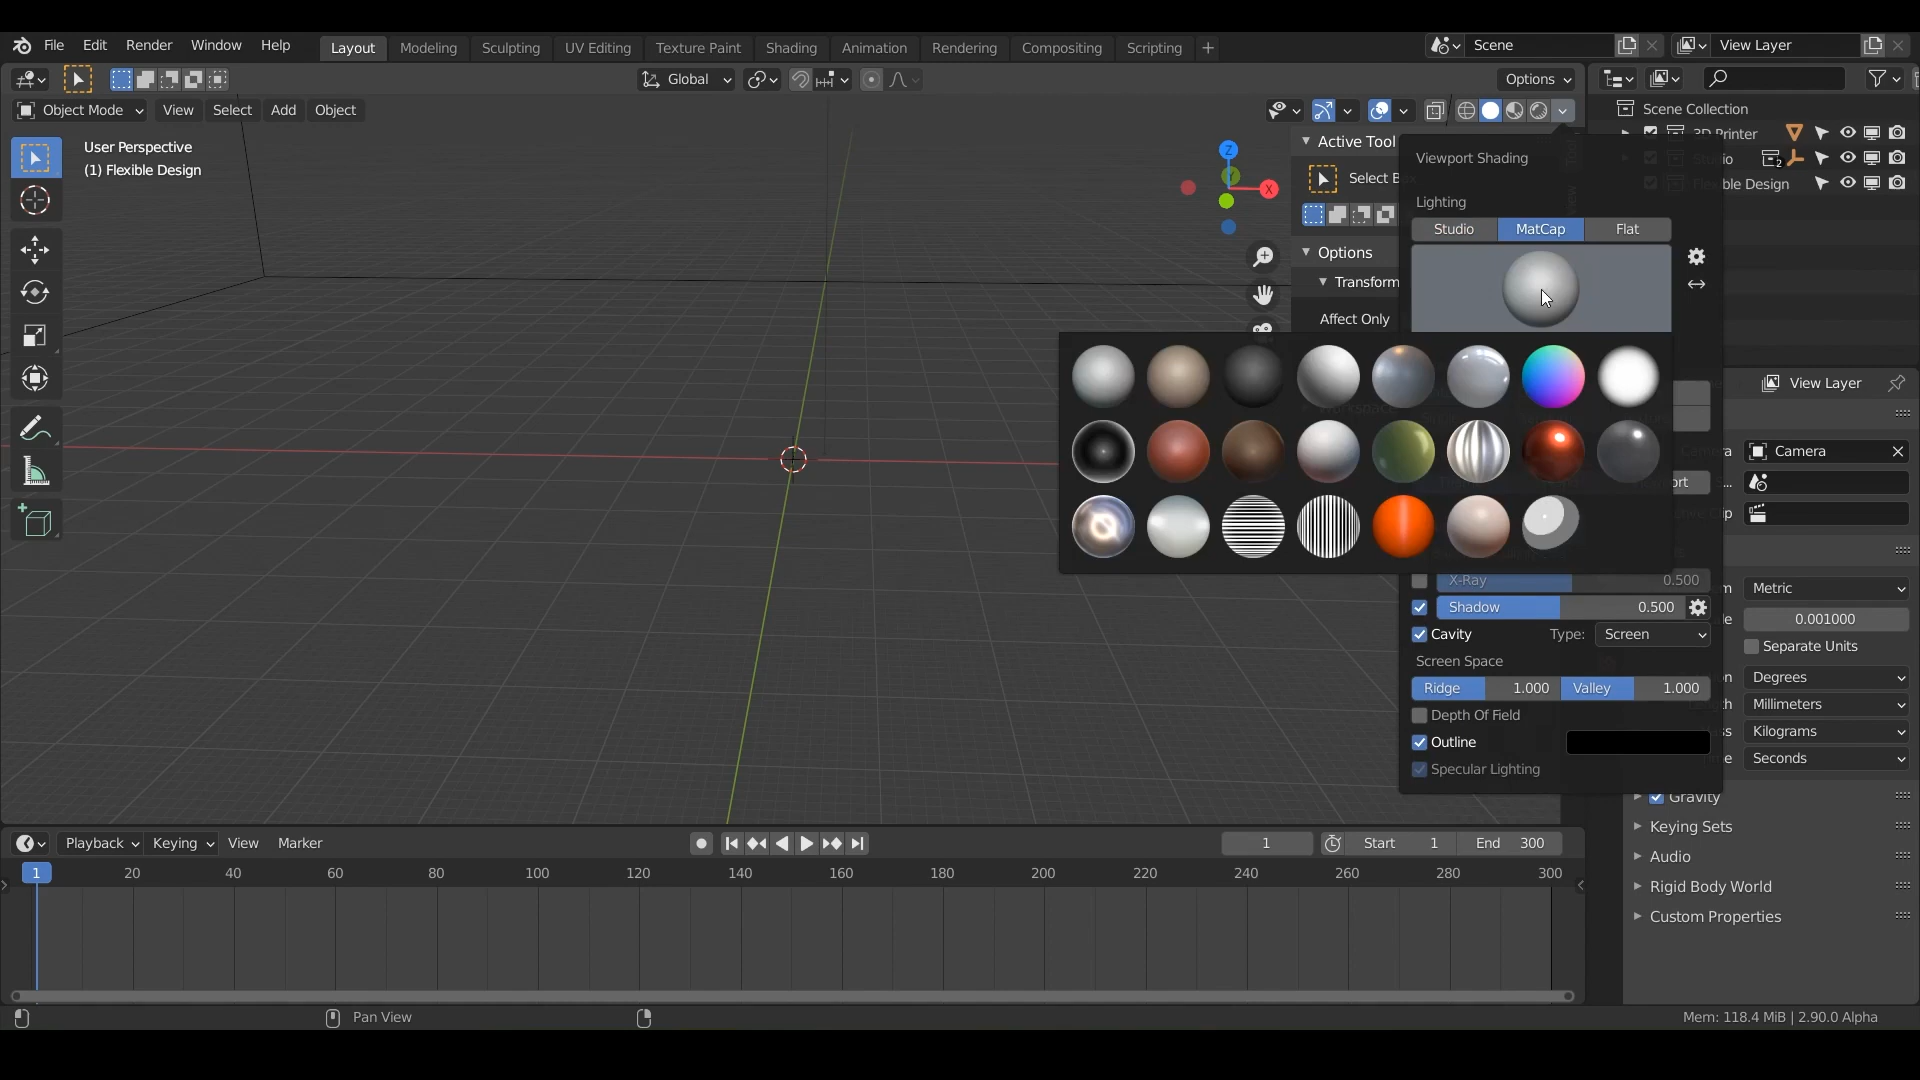 File Edit Render Window Help Layout Modeling Sculpting UV Editing Texture Paint Shading Animation Rendering Compositing Scripting + Scene View Layer
Global Options
Object Mode View Select Add Object
Scene Collection
User Perspective
(1) Flexible Design
Z
X
Active Tool
Options
Transform
Affect Only
Viewport Shading
Lighting
Studio MatCap Flat
X-Ray 0.500
Shadow 0.500
Cavity Type: Screen
Screen Space
Ridge 1.000 Valley 1.000
Depth Of Field
Outline
Specular Lighting
3D Printer
2
Design
View Layer
Camera
Metric
0.001000
Separate Units
Degrees
Millimeters
Kilograms
Seconds
Gravity
Keying Sets
Audio
Rigid Body World
Custom Properties
Playback Keying View Marker 1 Start 1 End 300
1 20 40 60 80 100 120 140 160 180 200 220 240 260 280 300
Pan View Mem: 118.4 MiB | 2.90.0 Alpha